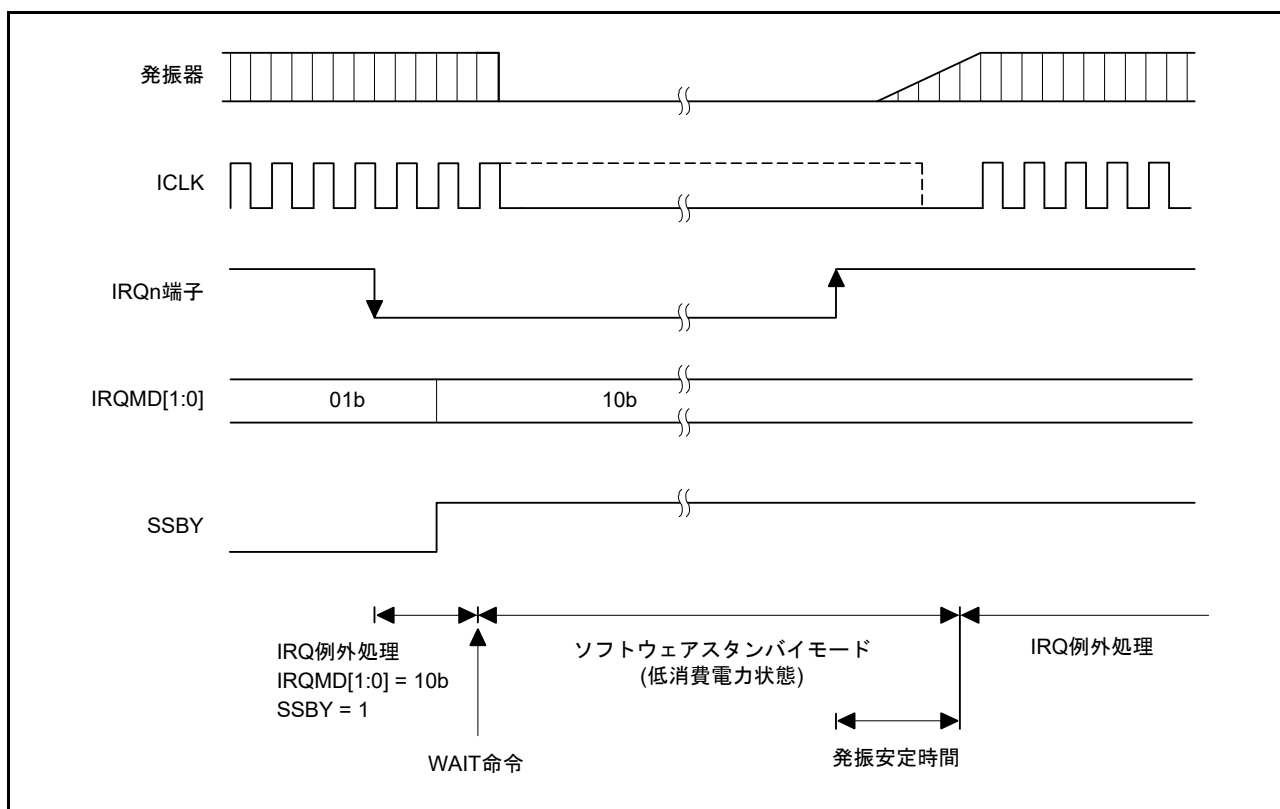 発振器
ICLK
IRQn端子
IRQMD[1:0]
01b
10b
SSBY
IRQ例外処理
IRQMD[1:0] = 10b
SSBY = 1
WAIT命令
ソフトウェアスタンバイモード
(低消費電力状態)
発振安定時間
IRQ例外処理